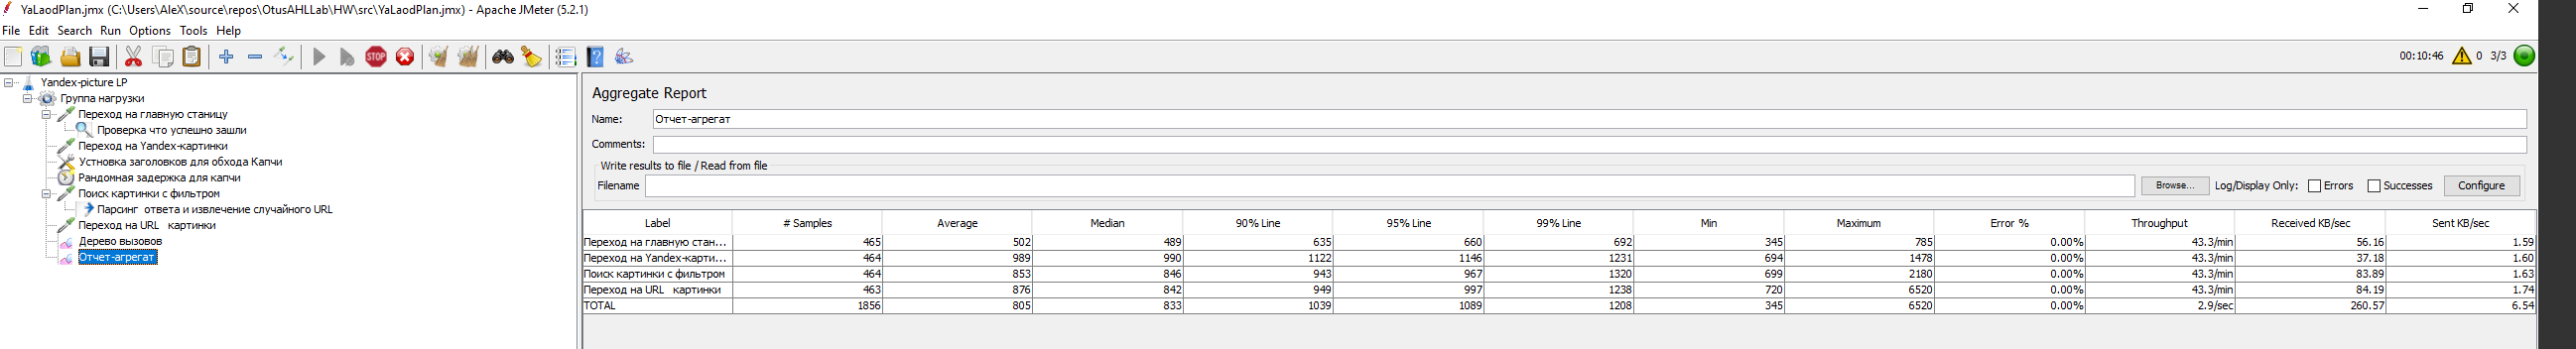 YaLaodPlan.jmx (C:\Users\AleX\source\repos\OtusAHLLab\HW\src\YaLaodPlan.jmx) - Apache JMeter (5.2.1)
File Edit Search Run Options Tools Help
STOP
00:10:46 0 3/3
Yandex-picture LP
Группа нагрузки
Переход на главную станицу
Проверка что успешно зашли
Переход на Yandex-картинки
Устновка заголовков для обхода Капчи
Рандомная задержка для капчи
Поиск картинки с фильтром
Парсинг ответа и извлечение случайного URL
Переход на URL картинки
Дерево вызовов
Отчет-агрегат
Aggregate Report
Name: Отчет-агрегат
Comments:
Write results to file / Read from file
Filename Browse... Log/Display Only: Errors Successes Configure
Label # Samples Average Median 90% Line 95% Line 99% Line Min Maximum Error % Throughput Received KB/sec Sent KB/sec
Переход на главную стан... 465 502 489 635 660 692 345 785 0.00% 43.3/min 56.16 1.59
Переход на Yandex-карти... 464 989 990 1122 1146 1231 694 1478 0.00% 43.3/min 37.18 1.60
Поиск картинки с фильтром 464 853 846 943 967 1320 699 2180 0.00% 43.3/min 83.89 1.63
Переход на URL картинки 463 876 842 949 997 1238 720 6520 0.00% 43.3/min 84.19 1.74
TOTAL 1856 805 833 1039 1089 1208 345 6520 0.00% 2.9/sec 260.57 6.54